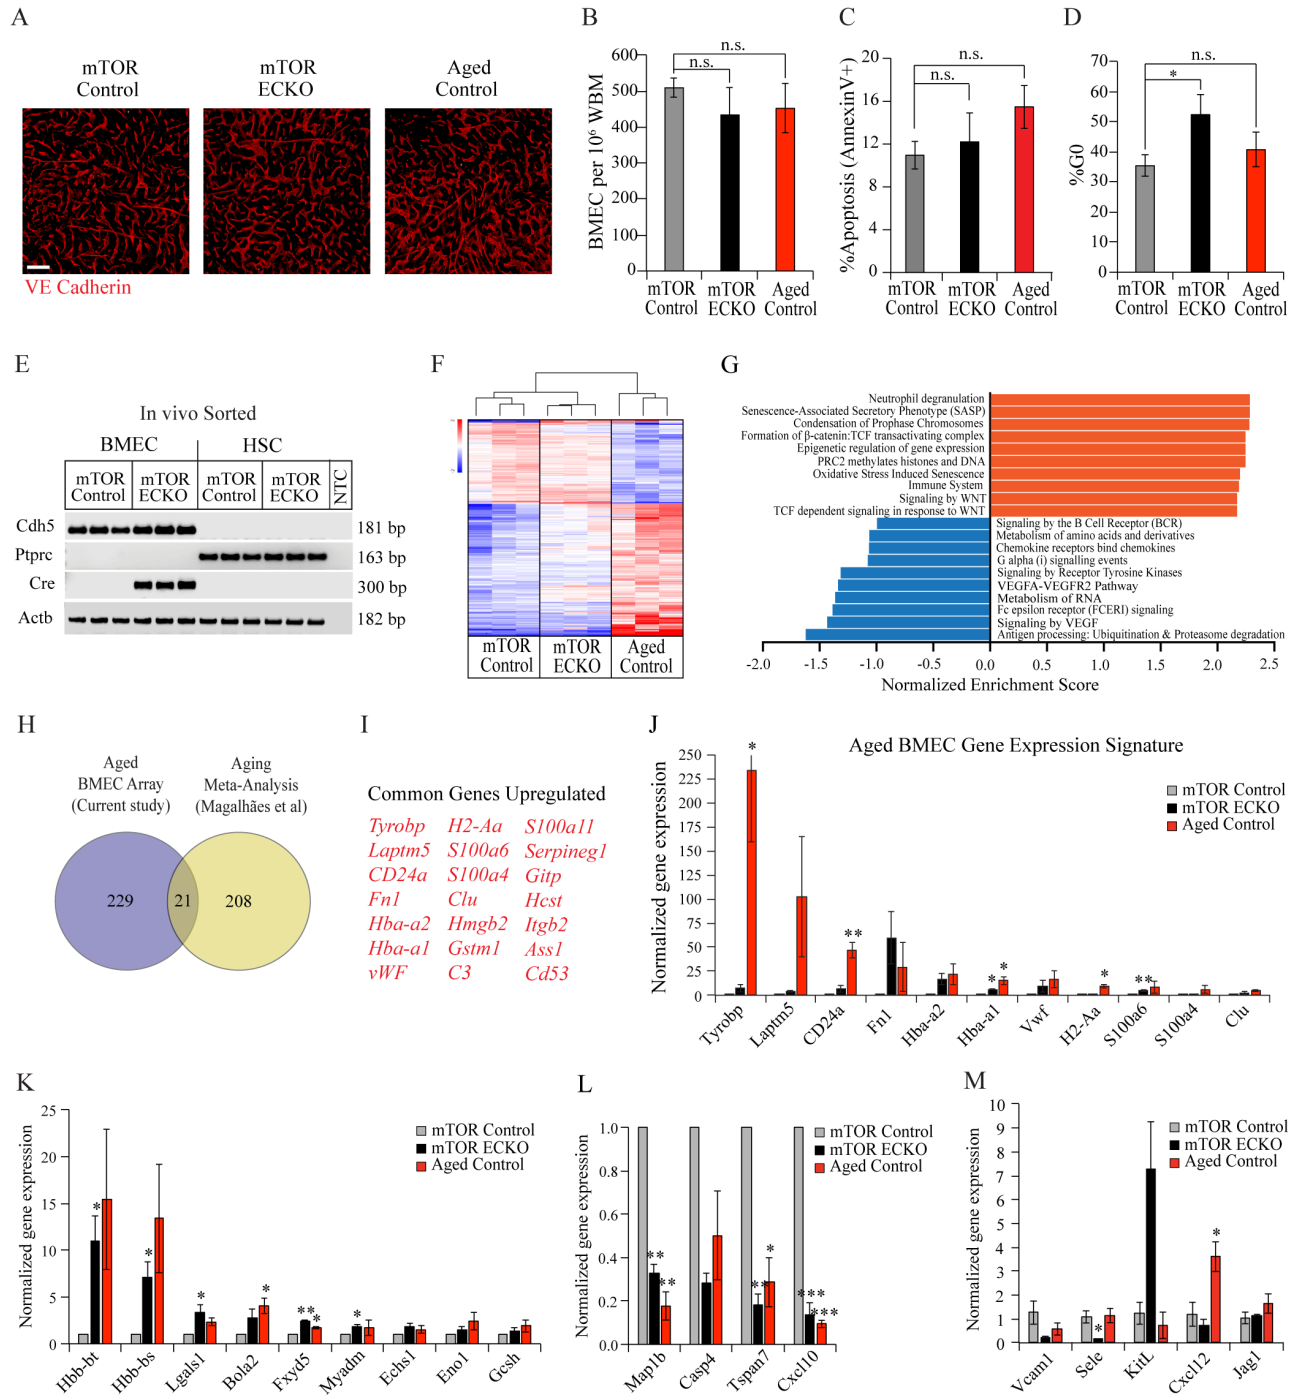 A
mTOR Control
mTOR ECKO
Aged Control
VE Cadherin
B
BMEC per 10⁶ WBM
600
500
400
300
200
100
0
n.s.
n.s.
mTOR Control
mTOR ECKO
Aged Control
C
%Apoptosis (AnnexinV+)
20
16
12
8
4
0
n.s.
n.s.
mTOR Control
mTOR ECKO
Aged Control
D
%G0
70
60
50
40
30
20
10
0
n.s.
*
mTOR Control
mTOR ECKO
Aged Control
E
In vivo Sorted
BMEC HSC
mTOR Control
mTOR ECKO
mTOR Control
mTOR ECKO
NTC
Cdh5 181 bp
Ptprc 163 bp
Cre 300 bp
Actb 182 bp
F
mTOR Control
mTOR ECKO
Aged Control
G
Neutrophil degranulation
Senescence-Associated Secretory Phenotype (SASP)
Condensation of Prophase Chromosomes
Formation of β-catenin:TCF transactivating complex
Epigenetic regulation of gene expression
PRC2 methylates histones and DNA
Oxidative Stress Induced Senescence
Immune System
Signaling by WNT
TCF dependent signaling in response to WNT
Signaling by the B Cell Receptor (BCR)
Metabolism of amino acids and derivatives
Chemokine receptors bind chemokines
G alpha (i) signalling events
Signaling by Receptor Tyrosine Kinases
VEGFA-VEGFR2 Pathway
Metabolism of RNA
Fc epsilon receptor (FCERI) signaling
Signaling by VEGF
Antigen processing: Ubiquitination & Proteasome degradation
-2.0 -1.5 -1.0 -0.5 0.0 0.5 1.0 1.5 2.0 2.5
Normalized Enrichment Score
H
Aged
BMEC Array
(Current study)
Aging
Meta-Analysis
(Magalhães et al)
229 21 208
I
Common Genes Upregulated
Tyrobp H2-Aa S100a11
Laptm5 S100a6 Serpineg1
CD24a S100a4 Gitp
Fn1 Clu Hcst
Hba-a2 Hmgb2 Itgb2
Hba-a1 Gstm1 Ass1
vWF C3 Cd53
J
Aged BMEC Gene Expression Signature
Normalized gene expression
250
225
200
175
150
125
100
75
50
25
0
mTOR Control
mTOR ECKO
Aged Control
*
**
* *
*
**
Tyrobp Laptm5 CD24a Fn1 Hba-a2 Hba-a1 Vwf H2-Aa S100a6 S100a4 Clu
K
Normalized gene expression
25
20
15
10
5
0
mTOR Control
mTOR ECKO
Aged Control
*
*
*
*
** *
*
Hbb-bt Hbb-bs Lgals1 Bola2 Fxyd5 Myadm Echs1 Eno1 Gcsh
L
Normalized gene expression
1.0
0.8
0.6
0.4
0.2
0.0
mTOR Control
mTOR ECKO
Aged Control
**
**
** *
***
***
Map1b Casp4 Tspan7 Cxcl10
M
Normalized gene expression
10
9
8
7
6
5
4
3
2
1
0
mTOR Control
mTOR ECKO
Aged Control
*
*
Vcam1 Sele KitL Cxcl12 Jag1